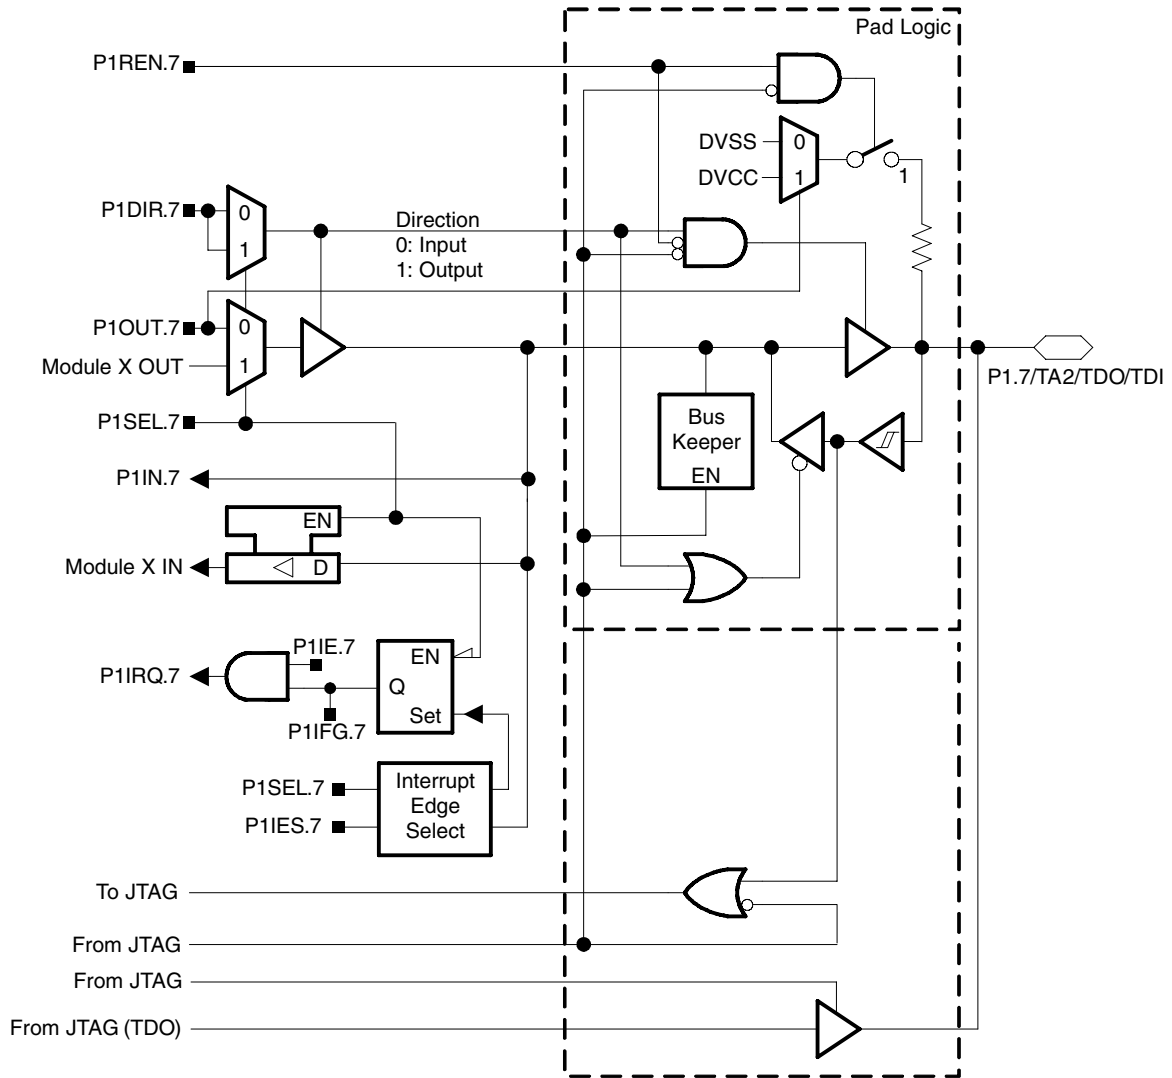 Pad Logic
P1REN.7
DVSS
0
DVCC
1
1
P1DIR.7
0
1
Direction
0: Input
1: Output
P1OUT.7
0
Module X OUT
1
P1.7/TA2/TDO/TDI
P1SEL.7
Bus
Keeper
EN
P1IN.7
EN
Module X IN
D
P1IE.7
EN
P1IRQ.7
Q
Set
P1IFG.7
P1SEL.7
P1IES.7
Interrupt
Edge
Select
To JTAG
From JTAG
From JTAG
From JTAG (TDO)